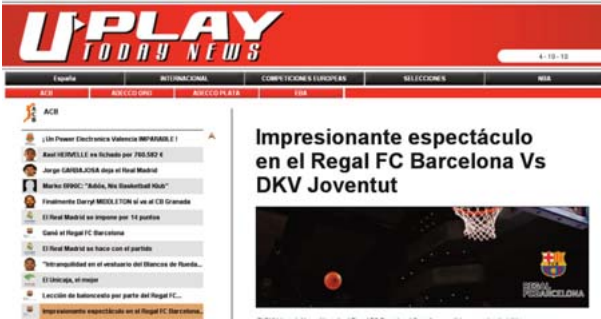 U·PLAY
TODAY NEWS
4 - 10 - 10
España INTERNACIONAL COMPETICIONES EUROPEAS SELECCIONES NBA
ACB ADECCO ORO ADECCO PLATA EBA
ACB
¡ Un Power Electronics Valencia IMPARABLE !
Axel HERVELLE es fichado por 760.582 €
Jorge GARBAJOSA deja el Real Madrid
"Adiós, Nis Basketball Klub"
Finalmente Darryl MIDDLETON si va al CB Granada
El Real Madrid se impone por 14 puntos
Ganó el Regal FC Barcelona
El Real Madrid se hace con el partido
"Intranquilidad en el vestuario del Blancos de Rueda...
El Unicaja, el mejor
Lección de baloncesto por parte del Regal FC...
Impresionante espectáculo en el Regal FC Barcelona...
Impresionante espectáculo
en el Regal FC Barcelona Vs
DKV Joventut
REGAL
FCBARCELONA